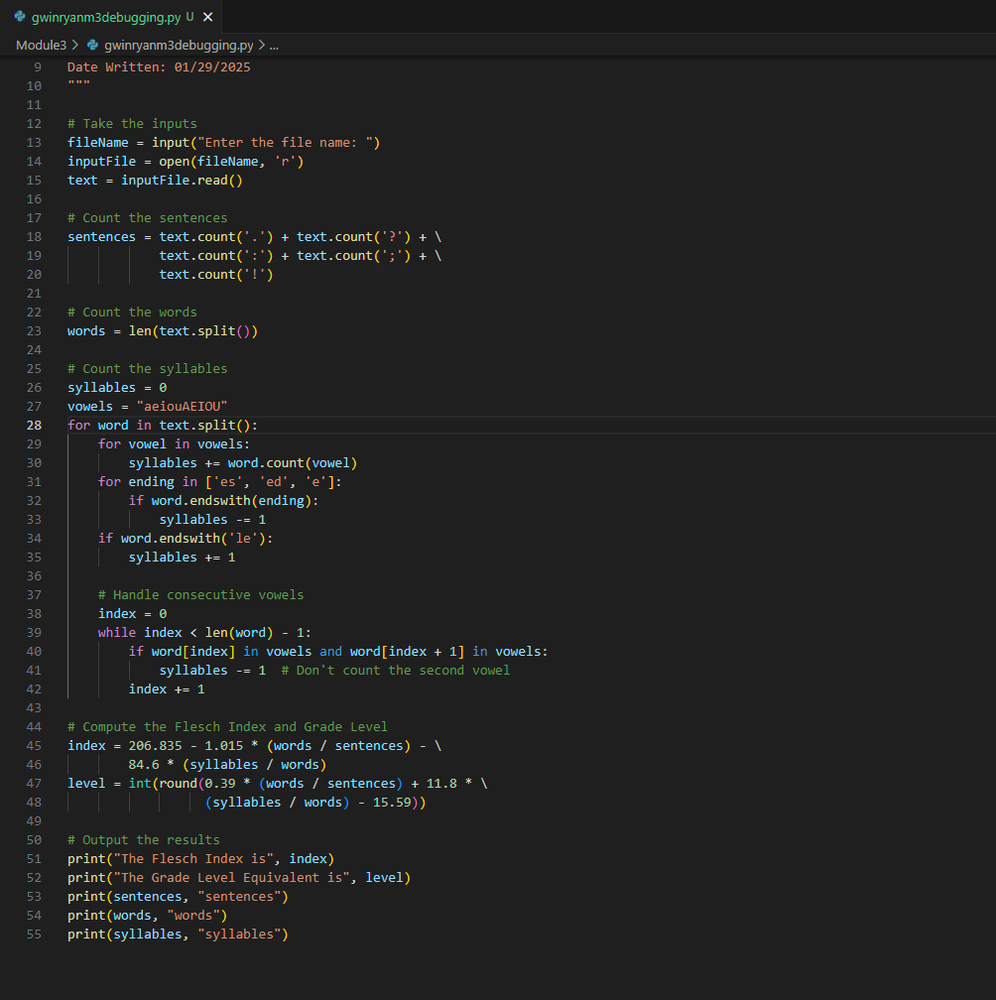 gwinryanm3debugging.py U ×
Module3 > gwinryanm3debugging.py > ...
9 Date Written: 01/29/2025
10 """
11
12 # Take the inputs
13 fileName = input("Enter the file name: ")
14 inputFile = open(fileName, 'r')
15 text = inputFile.read()
16
17 # Count the sentences
18 sentences = text.count('.') + text.count('?') + \
19             text.count(':') + text.count(';') + \
20             text.count('!')
21
22 # Count the words
23 words = len(text.split())
24
25 # Count the syllables
26 syllables = 0
27 vowels = "aeiouAEIOU"
28 for word in text.split():
29     for vowel in vowels:
30         syllables += word.count(vowel)
31     for ending in ['es', 'ed', 'e']:
32         if word.endswith(ending):
33             syllables -= 1
34     if word.endswith('le'):
35         syllables += 1
36
37     # Handle consecutive vowels
38     index = 0
39     while index < len(word) - 1:
40         if word[index] in vowels and word[index + 1] in vowels:
41             syllables -= 1  # Don't count the second vowel
42         index += 1
43
44 # Compute the Flesch Index and Grade Level
45 index = 206.835 - 1.015 * (words / sentences) - \
46         84.6 * (syllables / words)
47 level = int(round(0.39 * (words / sentences) + 11.8 * \
48                   (syllables / words) - 15.59))
49
50 # Output the results
51 print("The Flesch Index is", index)
52 print("The Grade Level Equivalent is", level)
53 print(sentences, "sentences")
54 print(words, "words")
55 print(syllables, "syllables")